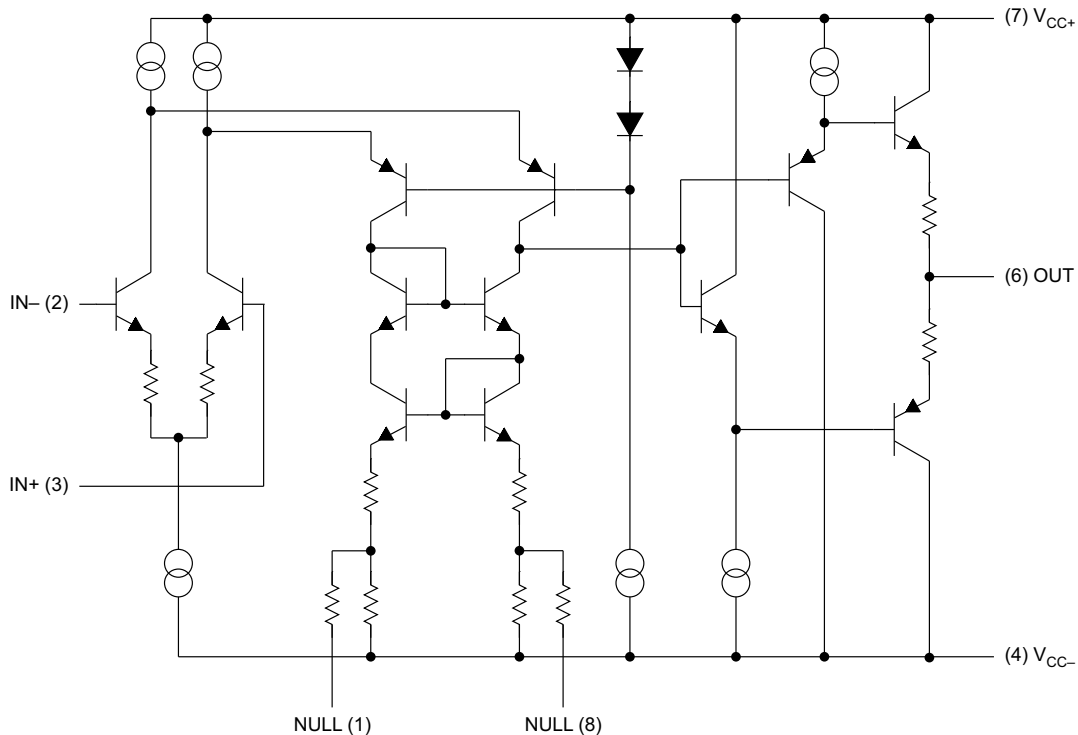 (7) VCC+
IN– (2)
(6) OUT
IN+ (3)
(4) VCC–
NULL (1)
NULL (8)